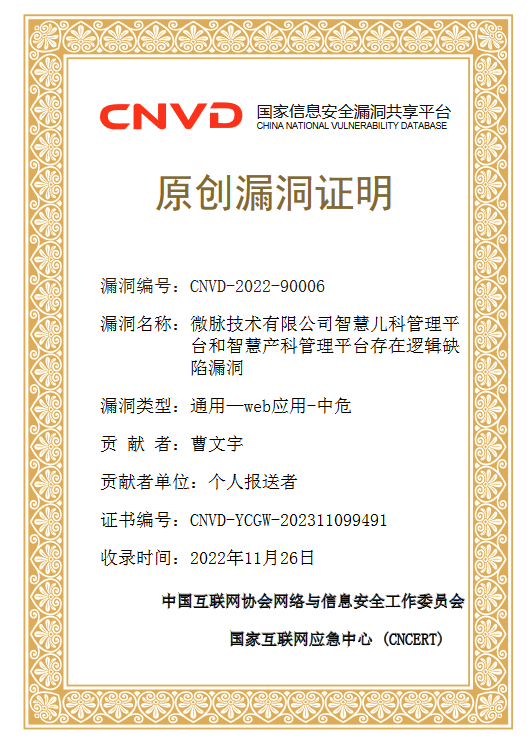 CNVD 国家信息安全漏洞共享平台
CHINA NATIONAL VULNERABILITY DATABASE
原创漏洞证明
漏洞编号：CNVD-2022-90006
漏洞名称：微脉技术有限公司智慧儿科管理平
台和智慧产科管理平台存在逻辑缺
陷漏洞
漏洞类型：通用—web应用-中危
贡 献 者：曹文宇
贡献者单位：个人报送者
证书编号：CNVD-YCGW-202311099491
收录时间：2022年11月26日
中国互联网协会网络与信息安全工作委员会
国家互联网应急中心 (CNCERT)